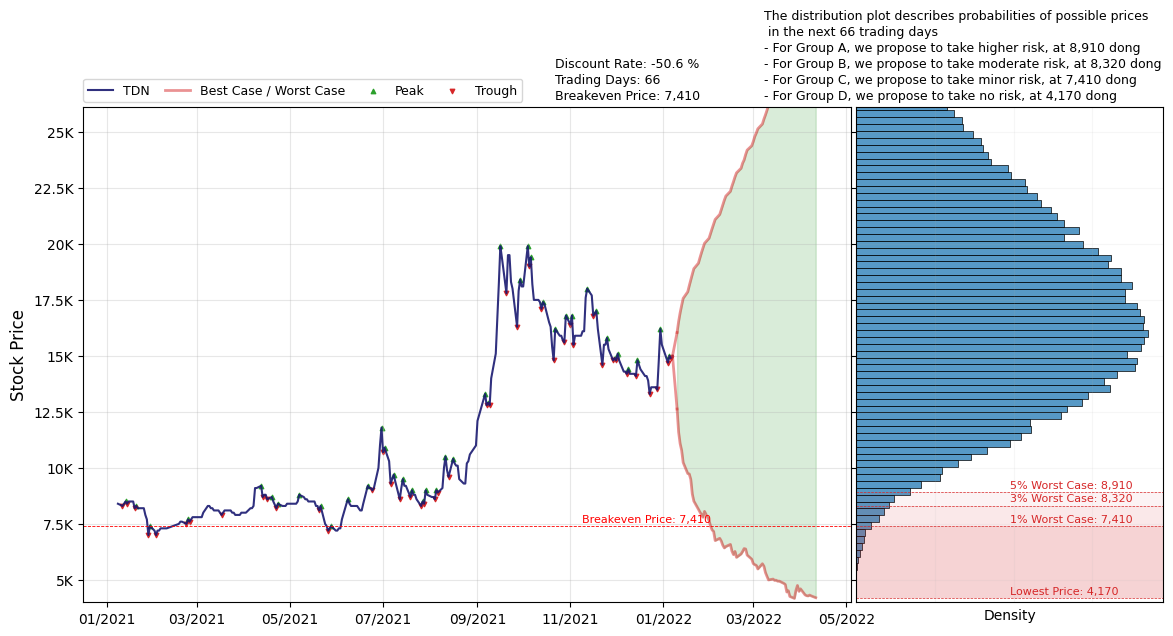 The distribution plot describes probabilities of possible prices
in the next 66 trading days
- For Group A, we propose to take higher risk, at 8,910 dong
- For Group B, we propose to take moderate risk, at 8,320 dong
- For Group C, we propose to take minor risk, at 7,410 dong
- For Group D, we propose to take no risk, at 4,170 dong
Discount Rate: -50.6 %
Trading Days: 66
Breakeven Price: 7,410
TDN
Best Case / Worst Case
Peak
Trough
Stock Price
25K
22.5K
20K
17.5K
15K
12.5K
10K
7.5K
5K
Breakeven Price: 7,410
01/2021
03/2021
05/2021
07/2021
09/2021
11/2021
01/2022
03/2022
05/2022
5% Worst Case: 8,910
3% Worst Case: 8,320
1% Worst Case: 7,410
Lowest Price: 4,170
Density